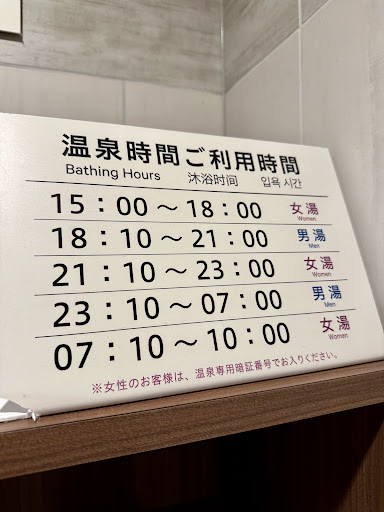 温泉時間ご利用時間
Bathing Hours 沐浴时间 입욕 시간
15：00～18：00 女湯 Women
18：10～21：00 男湯 Men
21：10～23：00 女湯 Women
23：10～07：00 男湯 Men
07：10～10：00 女湯 Women
※女性のお客様は、温泉専用暗証番号でお入りください。